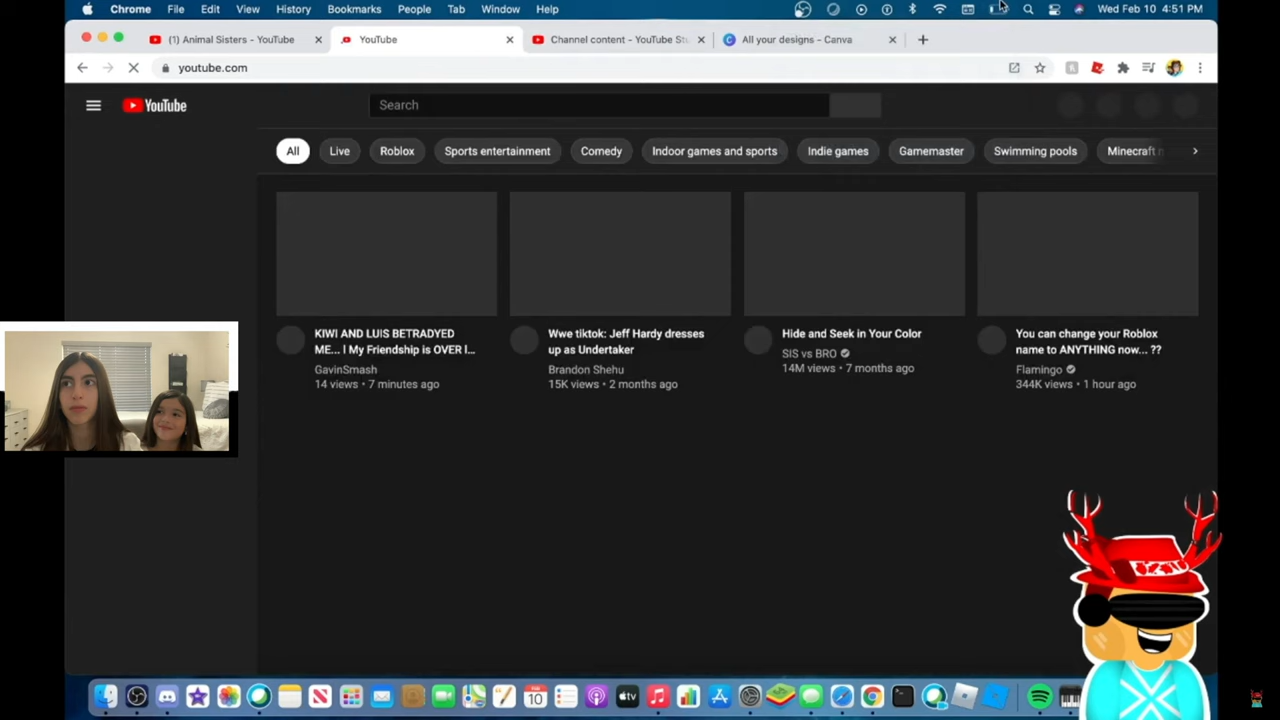 Chrome File Edit View History Bookmarks People Tab Window Help Wed Feb 10 4:51 PM
(1) Animal Sisters - YouTube YouTube Channel content - YouTube Stu All your designs - Canva
youtube.com
YouTube Search
All Live Roblox Sports entertainment Comedy Indoor games and sports Indie games Gamemaster Swimming pools Minecraft
KIWI AND LUIS BETRADYED Wwe tiktok: Jeff Hardy dresses Hide and Seek in Your Color You can change your Roblox
ME... l My Friendship is OVER l... up as Undertaker SIS vs BRO name to ANYTHING now... ??
GavinSmash Brandon Shehu 14M views • 7 months ago Flamingo
14 views • 7 minutes ago 15K views • 2 months ago 344K views • 1 hour ago
10